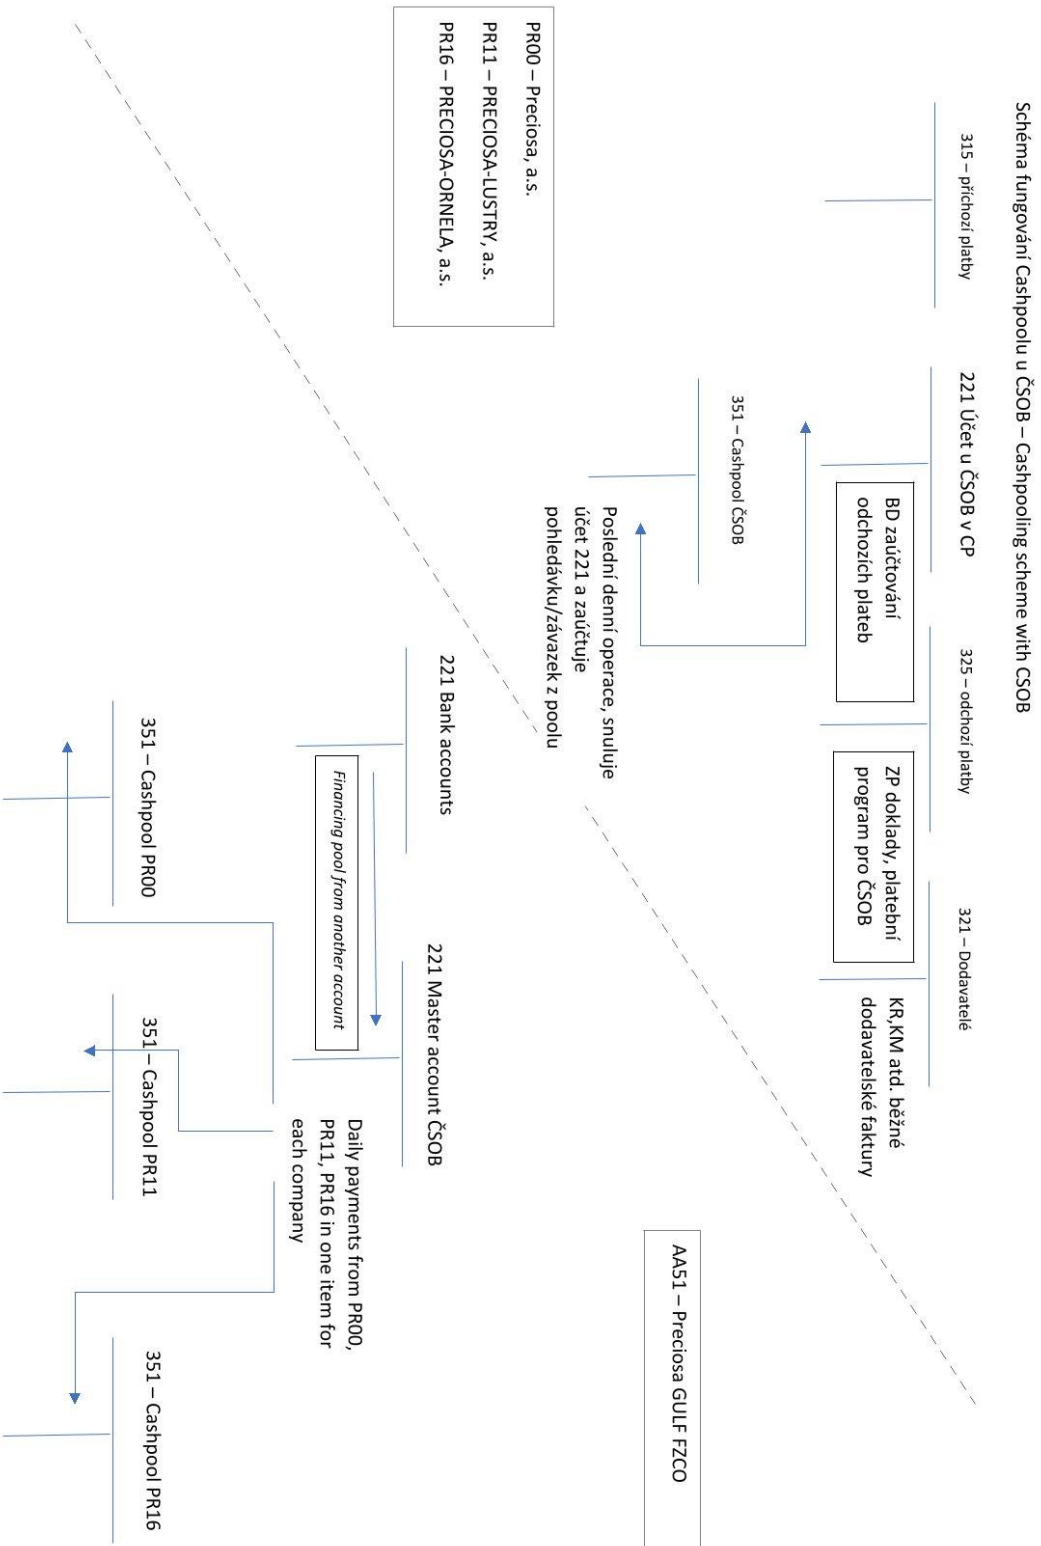 Schéma fungování Cashpoolu u ČSOB – Cashpooling scheme with CSOB
315 – příchozí platby
221 Účet u ČSOB v CP
325 – odchozí platby
321 – Dodavatelé
BD zaúčtování
odchozích plateb
ZP doklady, platební
program pro ČSOB
KR,KM atd. běžné
dodavatelské faktury
351 – Cashpool ČSOB
Poslední denní operace, snuluje
účet 221 a zaúčtuje
pohledávku/závazek z poolu
PR00 – Preciosa, a.s.
PR11 – PRECIOSA-LUSTRY, a.s.
PR16 – PRECIOSA-ORNELA, a.s.
AA51 – Preciosa GULF FZCO
221 Bank accounts
221 Master account ČSOB
Financing pool from another account
Daily payments from PR00,
PR11, PR16 in one item for
each company
351 – Cashpool PR00
351 – Cashpool PR11
351 – Cashpool PR16